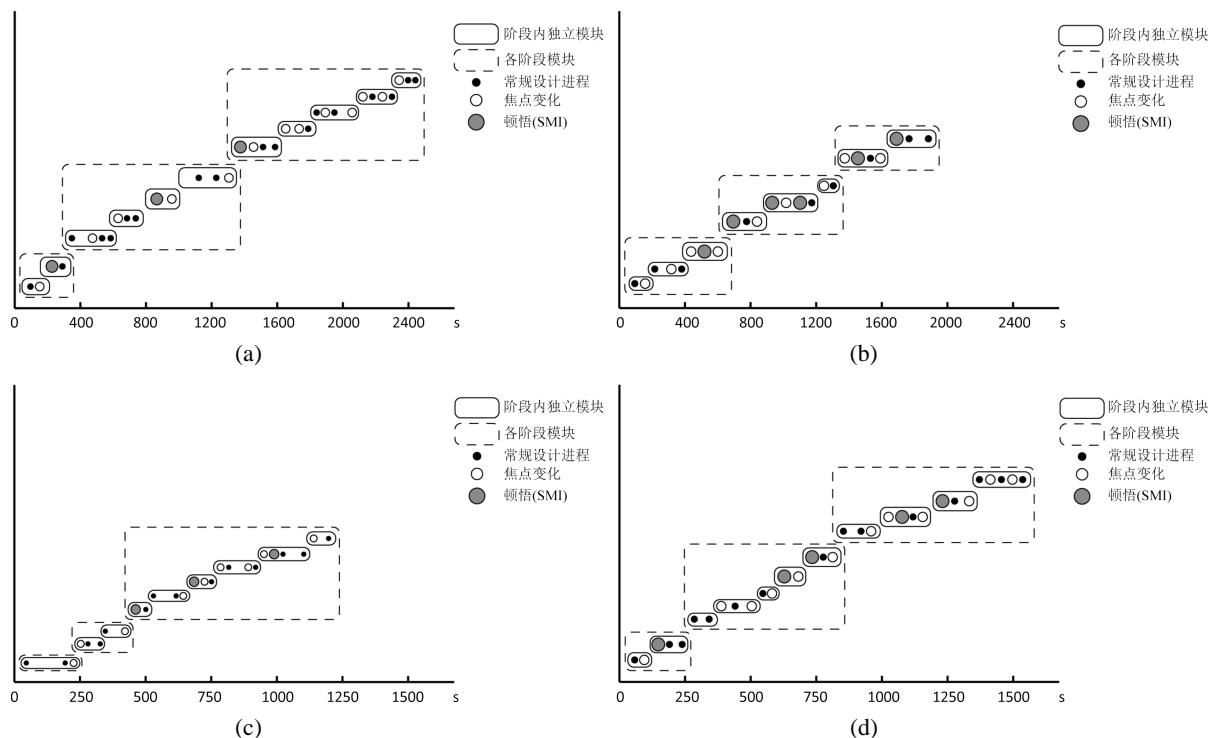 阶段内独立模块
各阶段模块
常规设计进程
焦点变化
顿悟(SMI)
0 400 800 1200 1600 2000 2400 s
(a)
阶段内独立模块
各阶段模块
常规设计进程
焦点变化
顿悟(SMI)
0 400 800 1200 1600 2000 2400 s
(b)
阶段内独立模块
各阶段模块
常规设计进程
焦点变化
顿悟(SMI)
0 250 500 750 1000 1250 1500 s
(c)
阶段内独立模块
各阶段模块
常规设计进程
焦点变化
顿悟(SMI)
0 250 500 750 1000 1250 1500 s
(d)